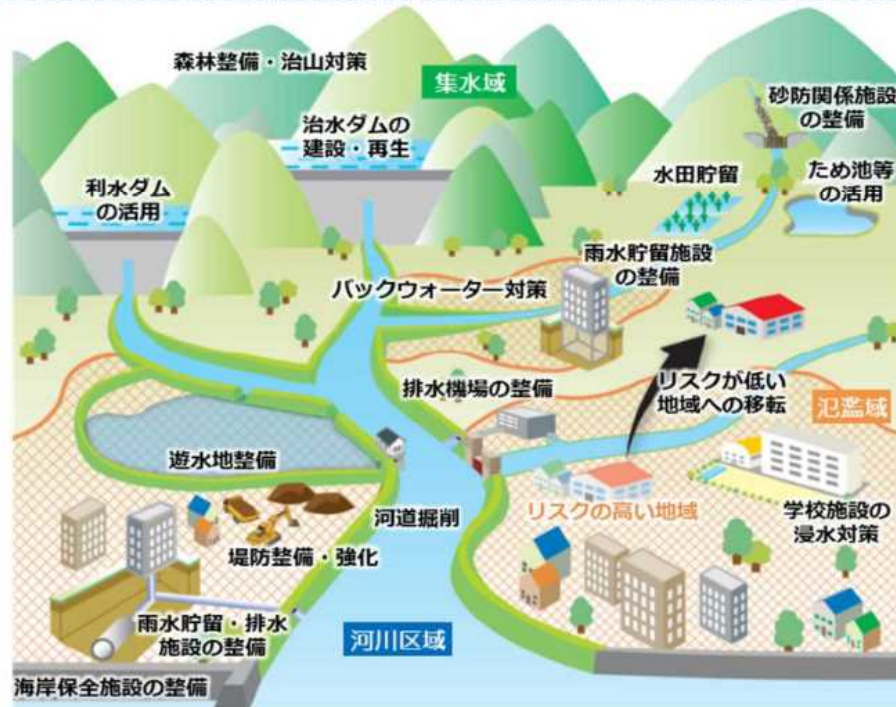 森林整備・治山対策
集水域
砂防関係施設
の整備
治水ダムの
建設・再生
水田貯留
ため池等
の活用
利水ダム
の活用
雨水貯留施設
の整備
バックウォーター対策
排水機場の整備
リスクが低い
地域への移転
氾濫域
遊水地整備
リスクの高い地域
学校施設の
浸水対策
河道掘削
堤防整備・強化
雨水貯留・排水
施設の整備
河川区域
海岸保全施設の整備